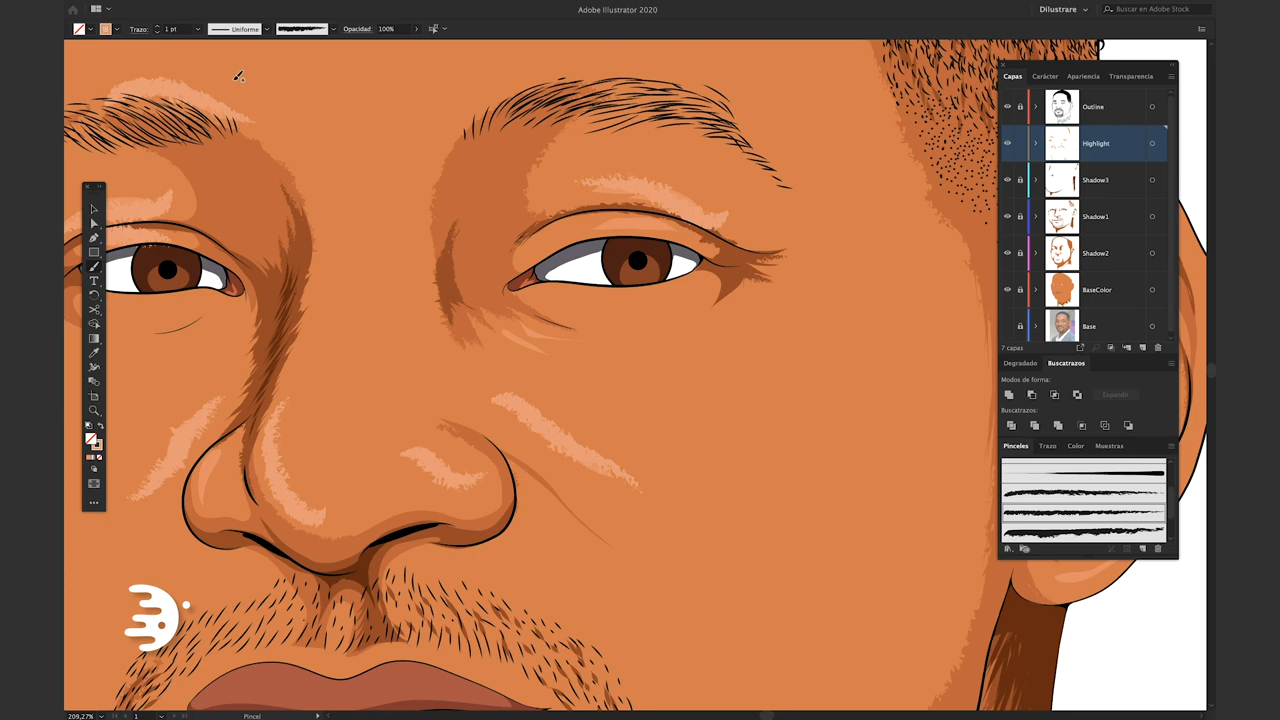 Adobe Illustrator 2020
Dilustrare
Buscar en Adobe Stock
Trazo:
1 pt
Uniforme
Opacidad:
100%
Capas
Carácter
Apariencia
Transparencia
Outline
Highlight
Shadow3
Shadow1
Shadow2
BaseColor
Base
7 capas
Degradado
Buscatrazos
Modos de forma:
Expandir
Buscatrazos:
Pinceles
Trazo
Color
Muestras
209,27%
1
Pincel